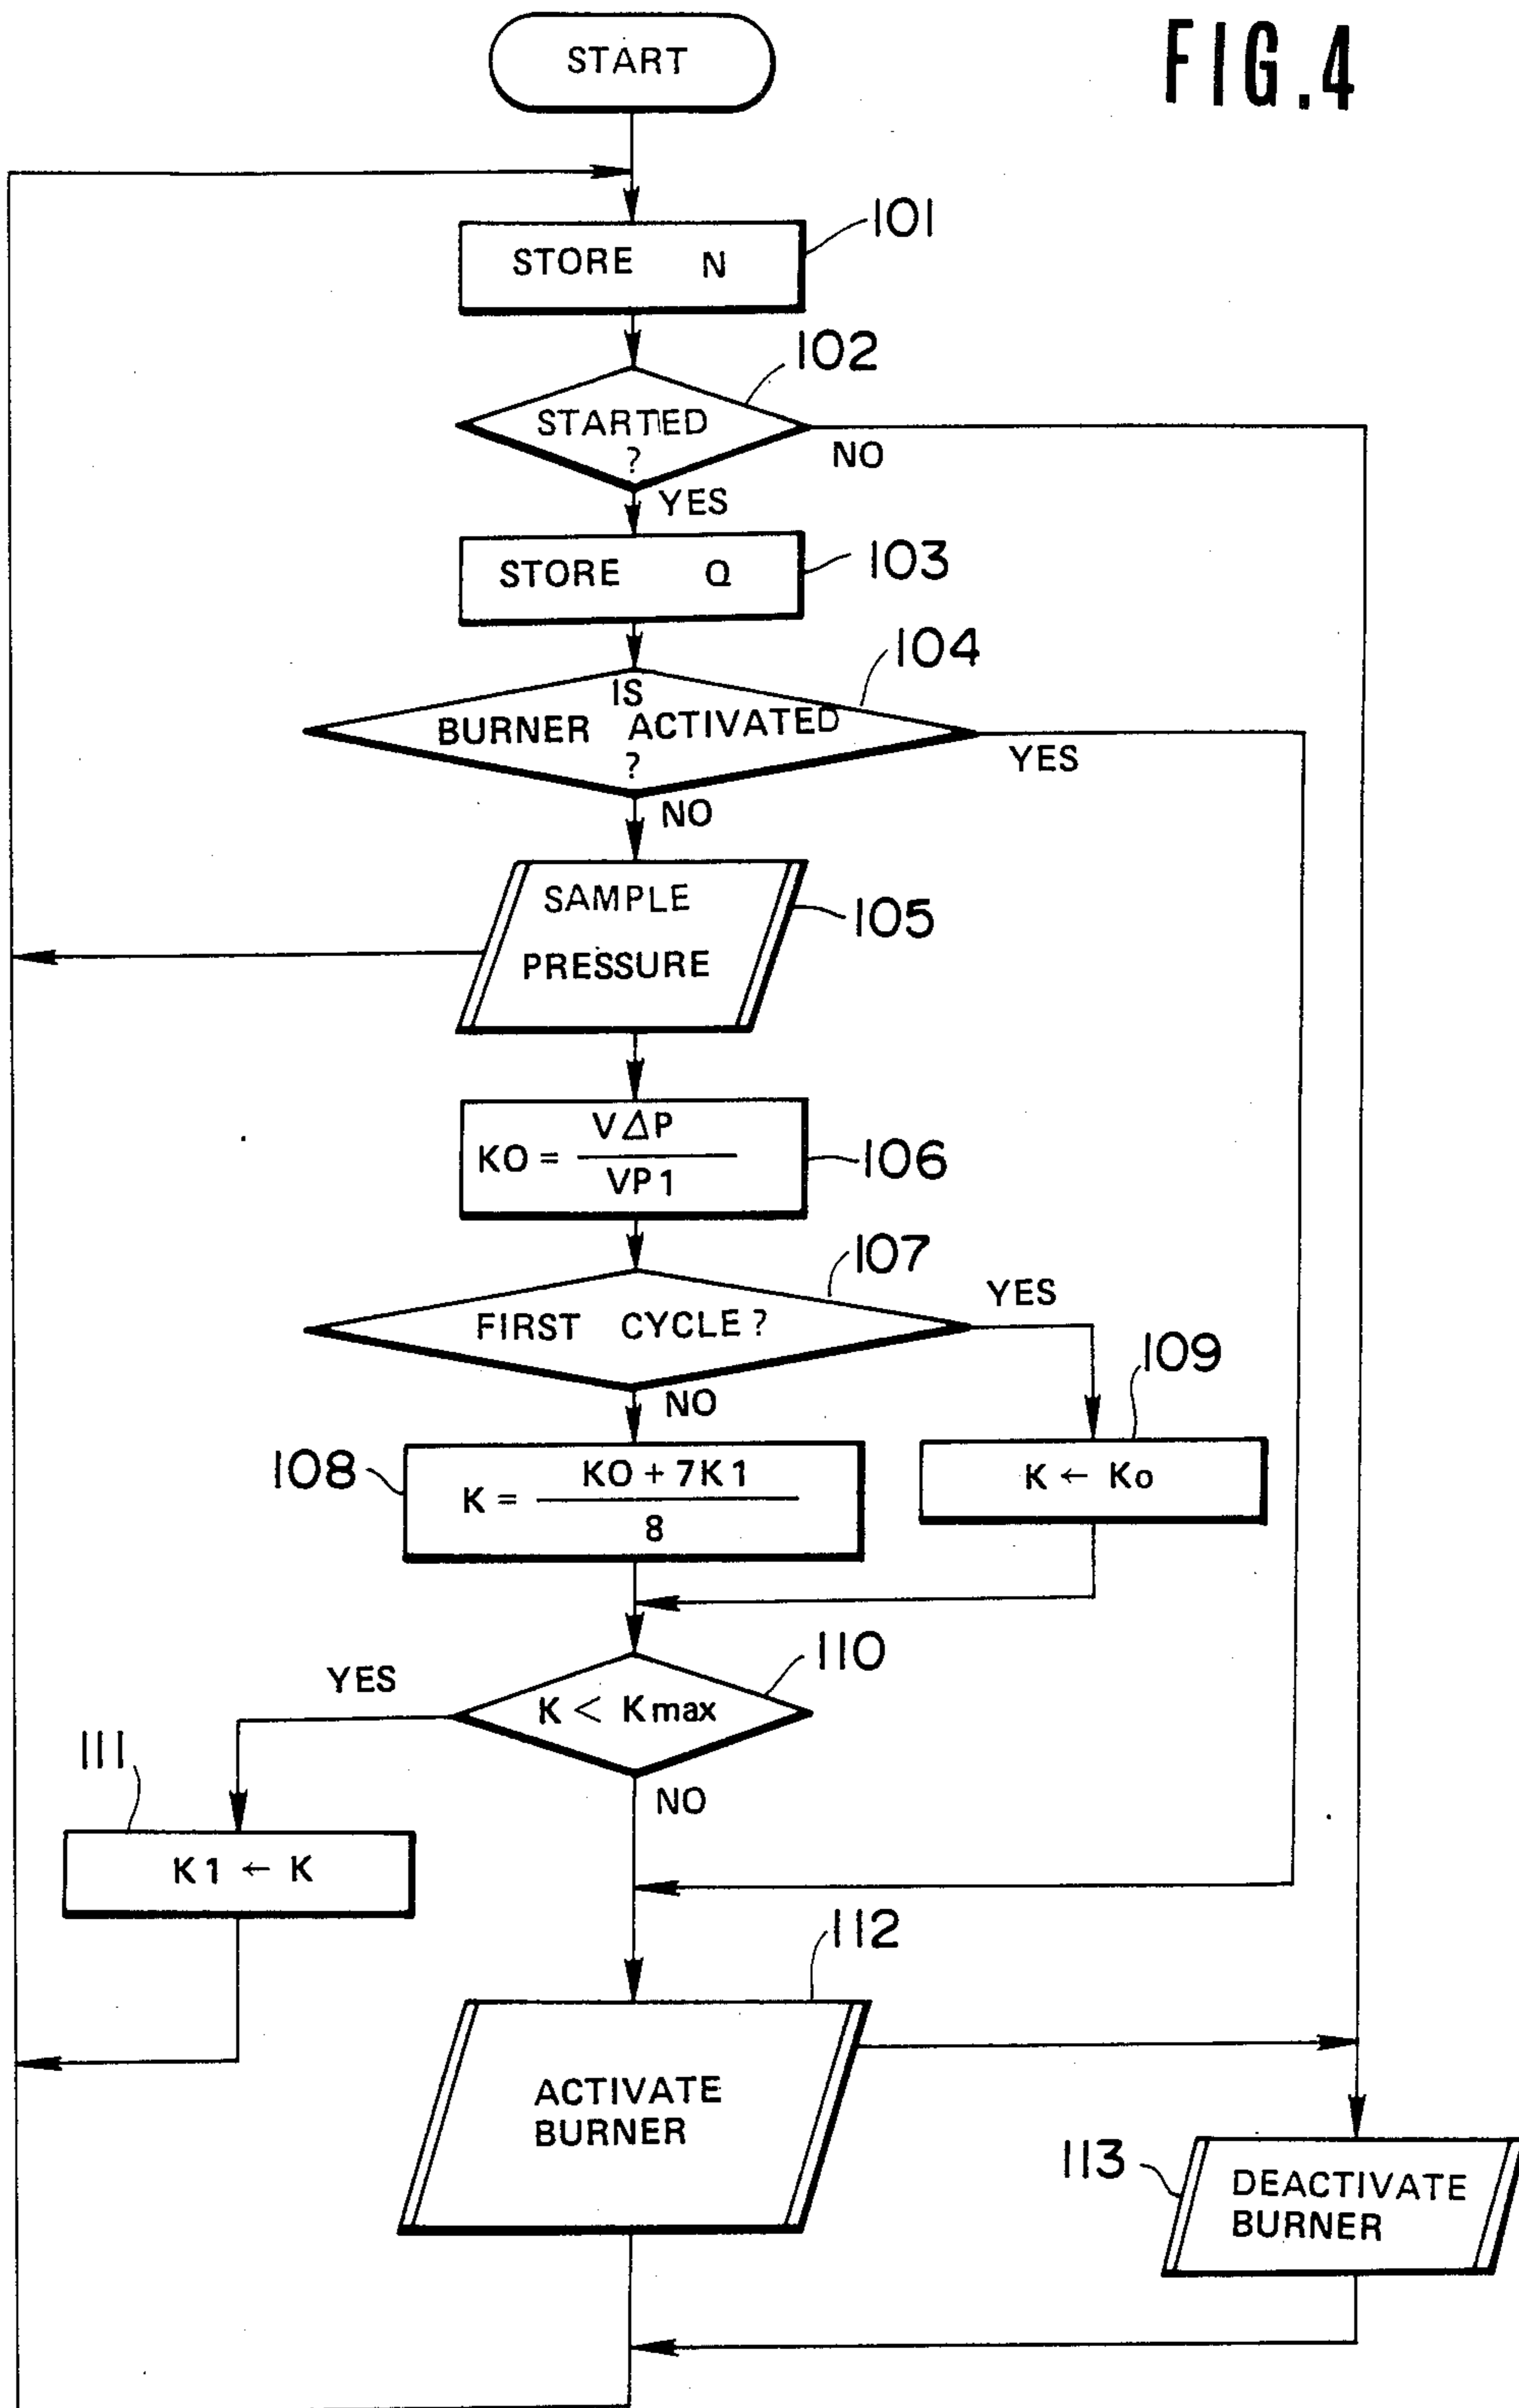 FIG.4
START
101
STORE N
102
STARTED
?
NO
YES
103
STORE Q
104
IS
BURNER ACTIVATED
?
YES
NO
SAMPLE
PRESSURE
105
KO = VΔP
VP1
106
107
FIRST CYCLE?
YES
NO
109
K ← Ko
108
K = KO + 7K1
8
110
YES
K < Kmax
NO
111
K1 ← K
112
ACTIVATE
BURNER
113
DEACTIVATE
BURNER